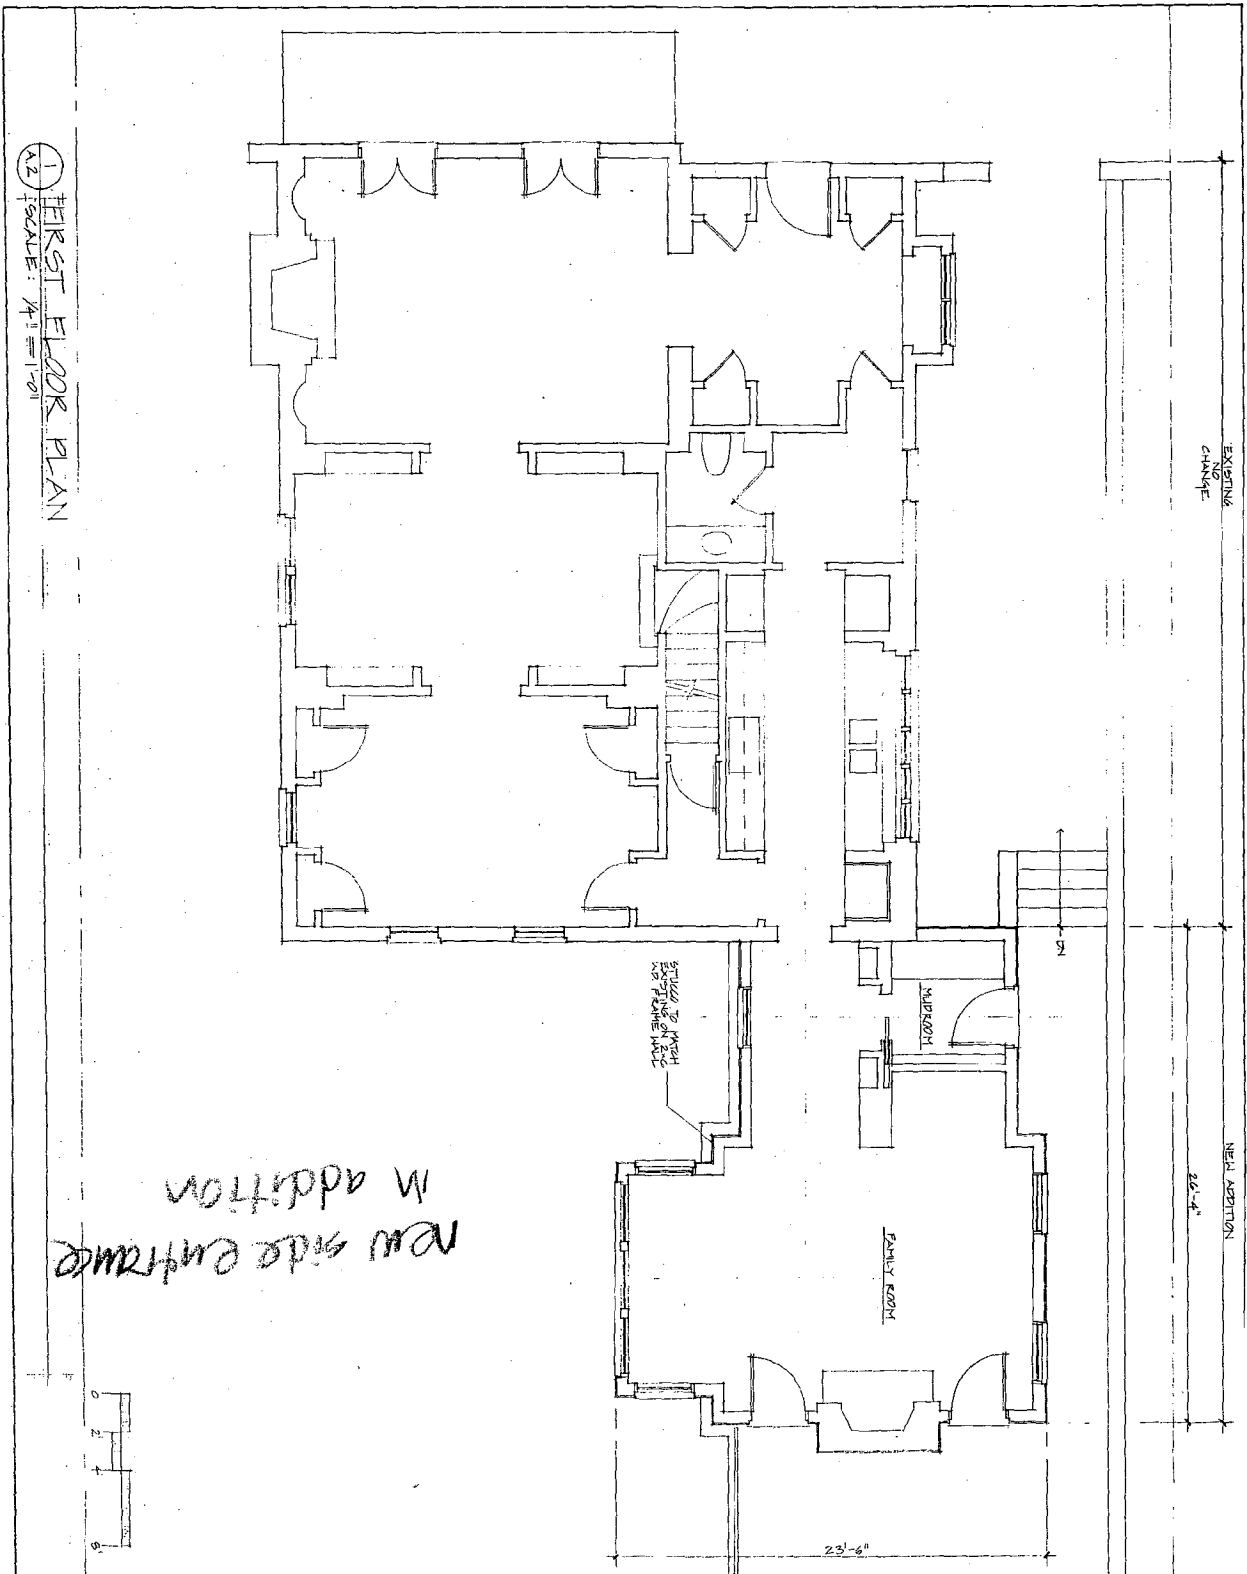 1
A2
FIRST FLOOR PLAN
SCALE: 1/4" = 1'-0"
EXISTING
NO
CHANGE
NEW ADDITION
26'-4"
DN
MUDROOM
STUCCO TO MATCH
EXISTING ON 2x6
WD FRAME WALL
FAMILY ROOM
23'-6"
new side entrance
in addition
0
2'
4'
8'